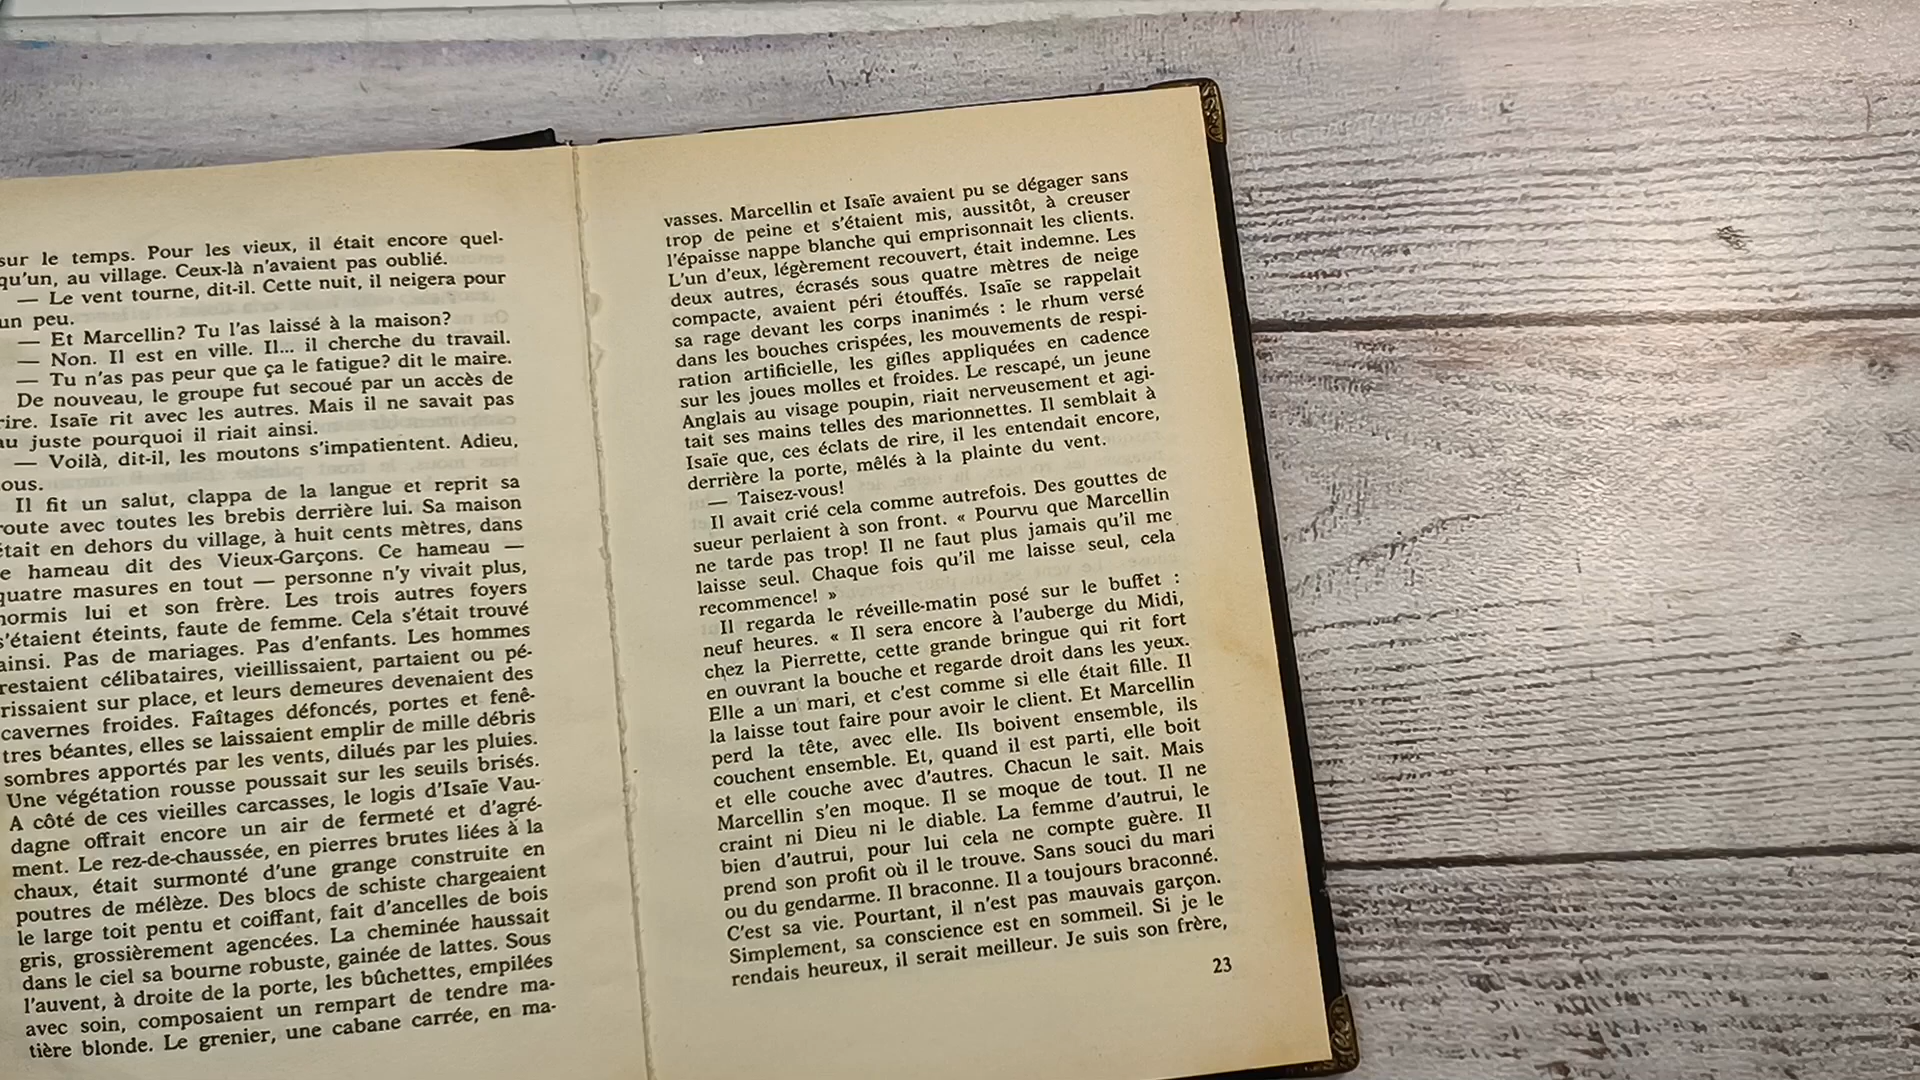 sur le temps. Pour les vieux, il était encore quel-
qu'un, au village. Ceux-là n'avaient pas oublié.
— Le vent tourne, dit-il. Cette nuit, il neigera pour
un peu.
— Et Marcellin? Tu l'as laissé à la maison?
— Non. Il est en ville. Il... il cherche du travail.
— Tu n'as pas peur que ça le fatigue? dit le maire.
De nouveau, le groupe fut secoué par un accès de
rire. Isaïe rit avec les autres. Mais il ne savait pas
au juste pourquoi il riait ainsi.
— Voilà, dit-il, les moutons s'impatientent. Adieu,
ous.
Il fit un salut, clappa de la langue et reprit sa
route avec toutes les brebis derrière lui. Sa maison
était en dehors du village, à huit cents mètres, dans
e hameau dit des Vieux-Garçons. Ce hameau —
quatre masures en tout — personne n'y vivait plus,
hormis lui et son frère. Les trois autres foyers
s'étaient éteints, faute de femme. Cela s'était trouvé
ainsi. Pas de mariages. Pas d'enfants. Les hommes
restaient célibataires, vieillissaient, partaient ou pé-
rissaient sur place, et leurs demeures devenaient des
cavernes froides. Faîtages défoncés, portes et fenê-
tres béantes, elles se laissaient emplir de mille débris
sombres apportés par les vents, dilués par les pluies.
Une végétation rousse poussait sur les seuils brisés.
A côté de ces vieilles carcasses, le logis d'Isaïe Vau-
dagne offrait encore un air de fermeté et d'agré-
ment. Le rez-de-chaussée, en pierres brutes liées à la
chaux, était surmonté d'une grange construite en
poutres de mélèze. Des blocs de schiste chargeaient
le large toit pentu et coiffant, fait d'ancelles de bois
gris, grossièrement agencées. La cheminée haussait
dans le ciel sa bourne robuste, gainée de lattes. Sous
l'auvent, à droite de la porte, les bûchettes, empilées
avec soin, composaient un rempart de tendre ma-
tière blonde. Le grenier, une cabane carrée, en ma-
vasses. Marcellin et Isaïe avaient pu se dégager sans
trop de peine et s'étaient mis, aussitôt, à creuser
l'épaisse nappe blanche qui emprisonnait les clients.
L'un d'eux, légèrement recouvert, était indemne. Les
deux autres, écrasés sous quatre mètres de neige
compacte, avaient péri étouffés. Isaïe se rappelait
sa rage devant les corps inanimés : le rhum versé
dans les bouches crispées, les mouvements de respi-
ration artificielle, les gifles appliquées en cadence
sur les joues molles et froides. Le rescapé, un jeune
Anglais au visage poupin, riait nerveusement et agi-
tait ses mains telles des marionnettes. Il semblait à
Isaïe que, ces éclats de rire, il les entendait encore,
derrière la porte, mêlés à la plainte du vent.
— Taisez-vous!
Il avait crié cela comme autrefois. Des gouttes de
sueur perlaient à son front. « Pourvu que Marcellin
ne tarde pas trop! Il ne faut plus jamais qu'il me
laisse seul. Chaque fois qu'il me laisse seul, cela
recommence! »
Il regarda le réveille-matin posé sur le buffet :
neuf heures. « Il sera encore à l'auberge du Midi,
chez la Pierrette, cette grande bringue qui rit fort
en ouvrant la bouche et regarde droit dans les yeux.
Elle a un mari, et c'est comme si elle était fille. Il
la laisse tout faire pour avoir le client. Et Marcellin
perd la tête, avec elle. Ils boivent ensemble, ils
couchent ensemble. Et, quand il est parti, elle boit
et elle couche avec d'autres. Chacun le sait. Mais
Marcellin s'en moque. Il se moque de tout. Il ne
craint ni Dieu ni le diable. La femme d'autrui, le
bien d'autrui, pour lui cela ne compte guère. Il
prend son profit où il le trouve. Sans souci du mari
ou du gendarme. Il braconne. Il a toujours braconné.
C'est sa vie. Pourtant, il n'est pas mauvais garçon.
Simplement, sa conscience est en sommeil. Si je le
rendais heureux, il serait meilleur. Je suis son frère,
23